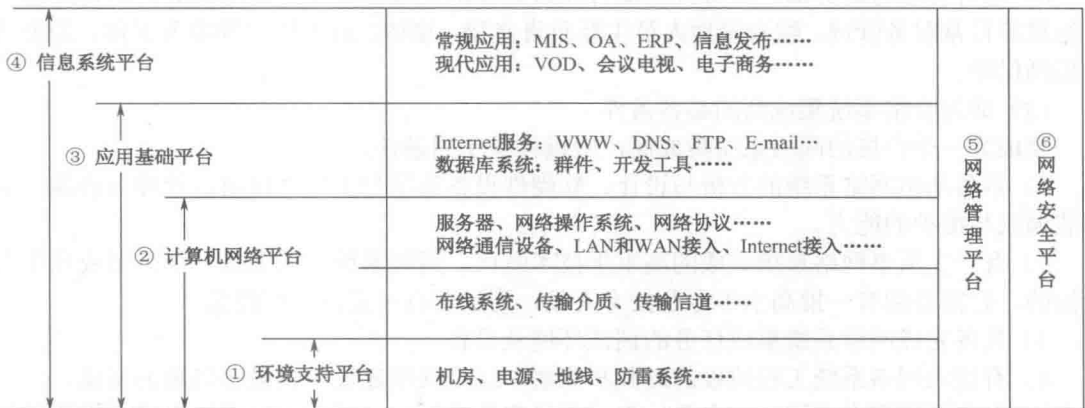 ④ 信息系统平台
常规应用：MIS、OA、ERP、信息发布……
现代应用：VOD、会议电视、电子商务……
③ 应用基础平台
Internet服务：WWW、DNS、FTP、E-mail…
数据库系统：群件、开发工具……
② 计算机网络平台
服务器、网络操作系统、网络协议……
网络通信设备、LAN和WAN接入、Internet接入……
布线系统、传输介质、传输信道……
① 环境支持平台
机房、电源、地线、防雷系统……
⑤网络管理平台
⑥网络安全平台